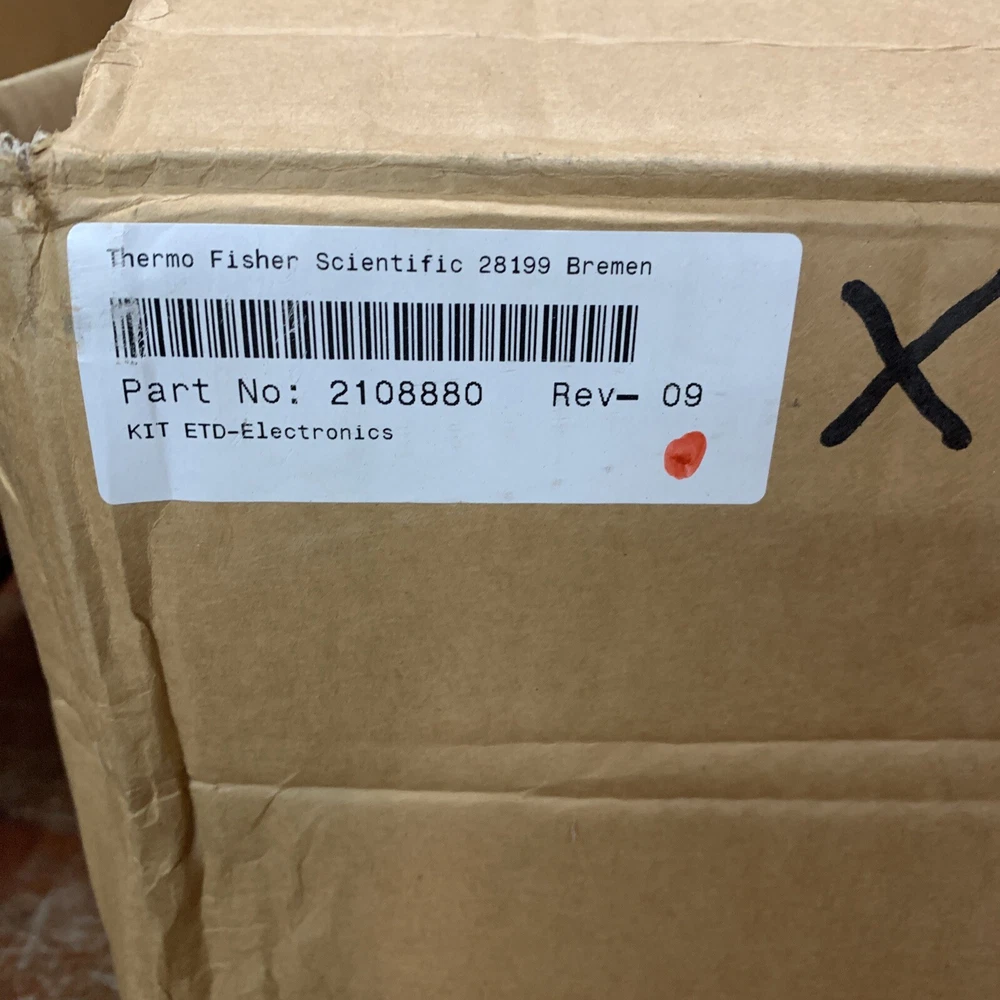 Thermo Fisher Scientific 28199 Bremen
Part No: 2108880 Rev- 09
KIT ETD-Electronics
X